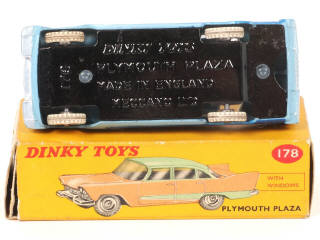 DINKY TOYS
PLYMOUTH PLAZA
MADE IN ENGLAND
MECCANO LTD
178
DINKY TOYS
178
WITH
WINDOWS
PLYMOUTH PLAZA